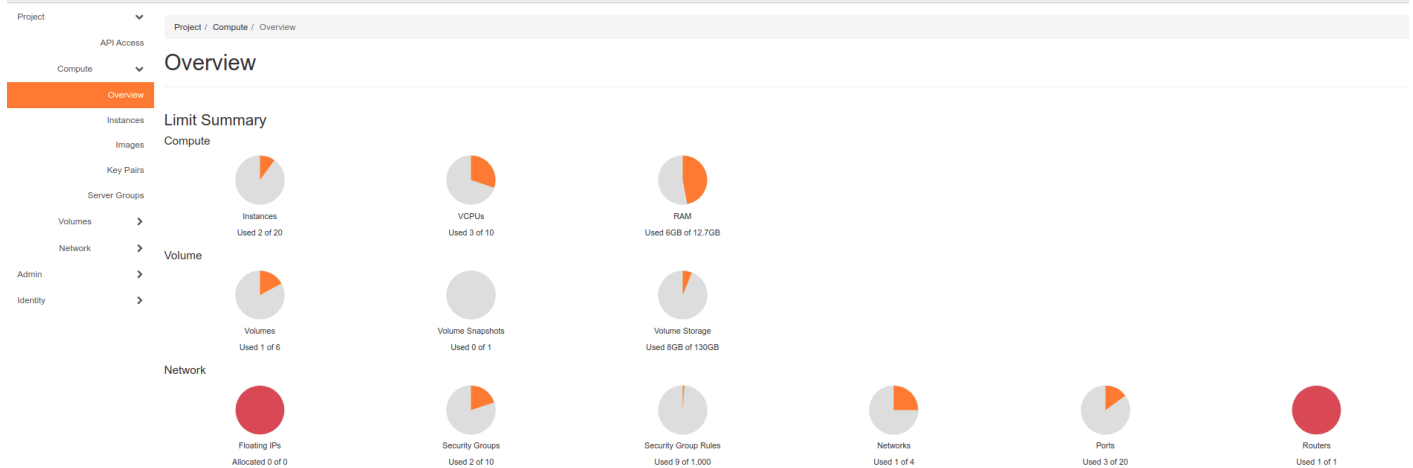 Project
API Access
Compute
Overview
Instances
Images
Key Pairs
Server Groups
Volumes
Network
Admin
Identity
Project / Compute / Overview
Overview
Limit Summary
Compute
Instances
Used 2 of 20
VCPUs
Used 3 of 10
RAM
Used 6GB of 12.7GB
Volume
Volumes
Used 1 of 6
Volume Snapshots
Used 0 of 1
Volume Storage
Used 8GB of 130GB
Network
Floating IPs
Allocated 0 of 0
Security Groups
Used 2 of 10
Security Group Rules
Used 9 of 1,000
Networks
Used 1 of 4
Ports
Used 3 of 20
Routers
Used 1 of 1